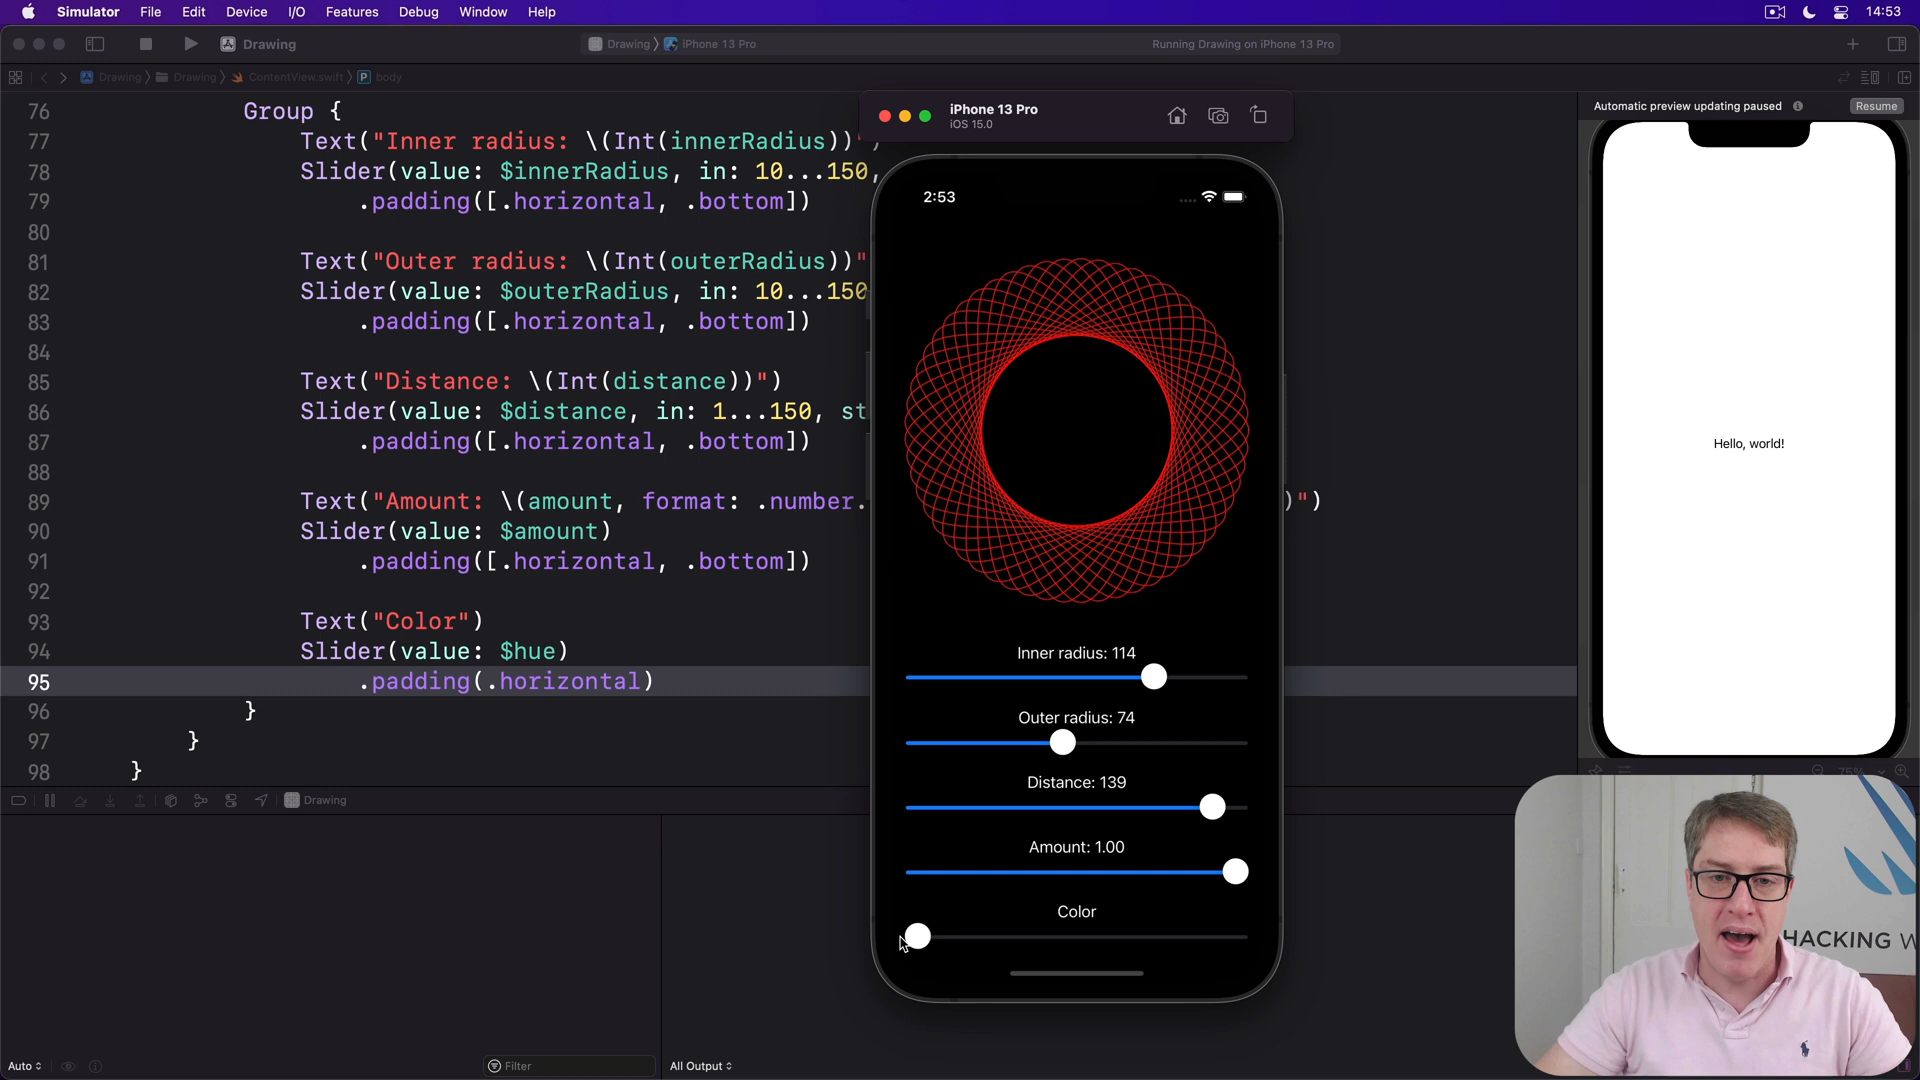 Simulator File Edit Device I/O Features Debug Window Help 14:53
Drawing Drawing iPhone 13 Pro Running Drawing on iPhone 13 Pro
Drawing Drawing ContentView.swift P body
Automatic preview updating paused Resume
76 Group {
77 Text("Inner radius: \(Int(innerRadius))")
78 Slider(value: $innerRadius, in: 10...150,
79 .padding([.horizontal, .bottom])
80
81 Text("Outer radius: \(Int(outerRadius))"
82 Slider(value: $outerRadius, in: 10...150
83 .padding([.horizontal, .bottom])
84
85 Text("Distance: \(Int(distance))")
86 Slider(value: $distance, in: 1...150, st
87 .padding([.horizontal, .bottom])
88
89 Text("Amount: \(amount, format: .number. )")
90 Slider(value: $amount)
91 .padding([.horizontal, .bottom])
92
93 Text("Color")
94 Slider(value: $hue)
95 .padding(.horizontal)
96 }
97 }
98 }
iPhone 13 Pro
iOS 15.0
2:53
Inner radius: 114
Outer radius: 74
Distance: 139
Amount: 1.00
Color
Hello, world!
75%
Drawing
HACKING W
Auto Filter All Output